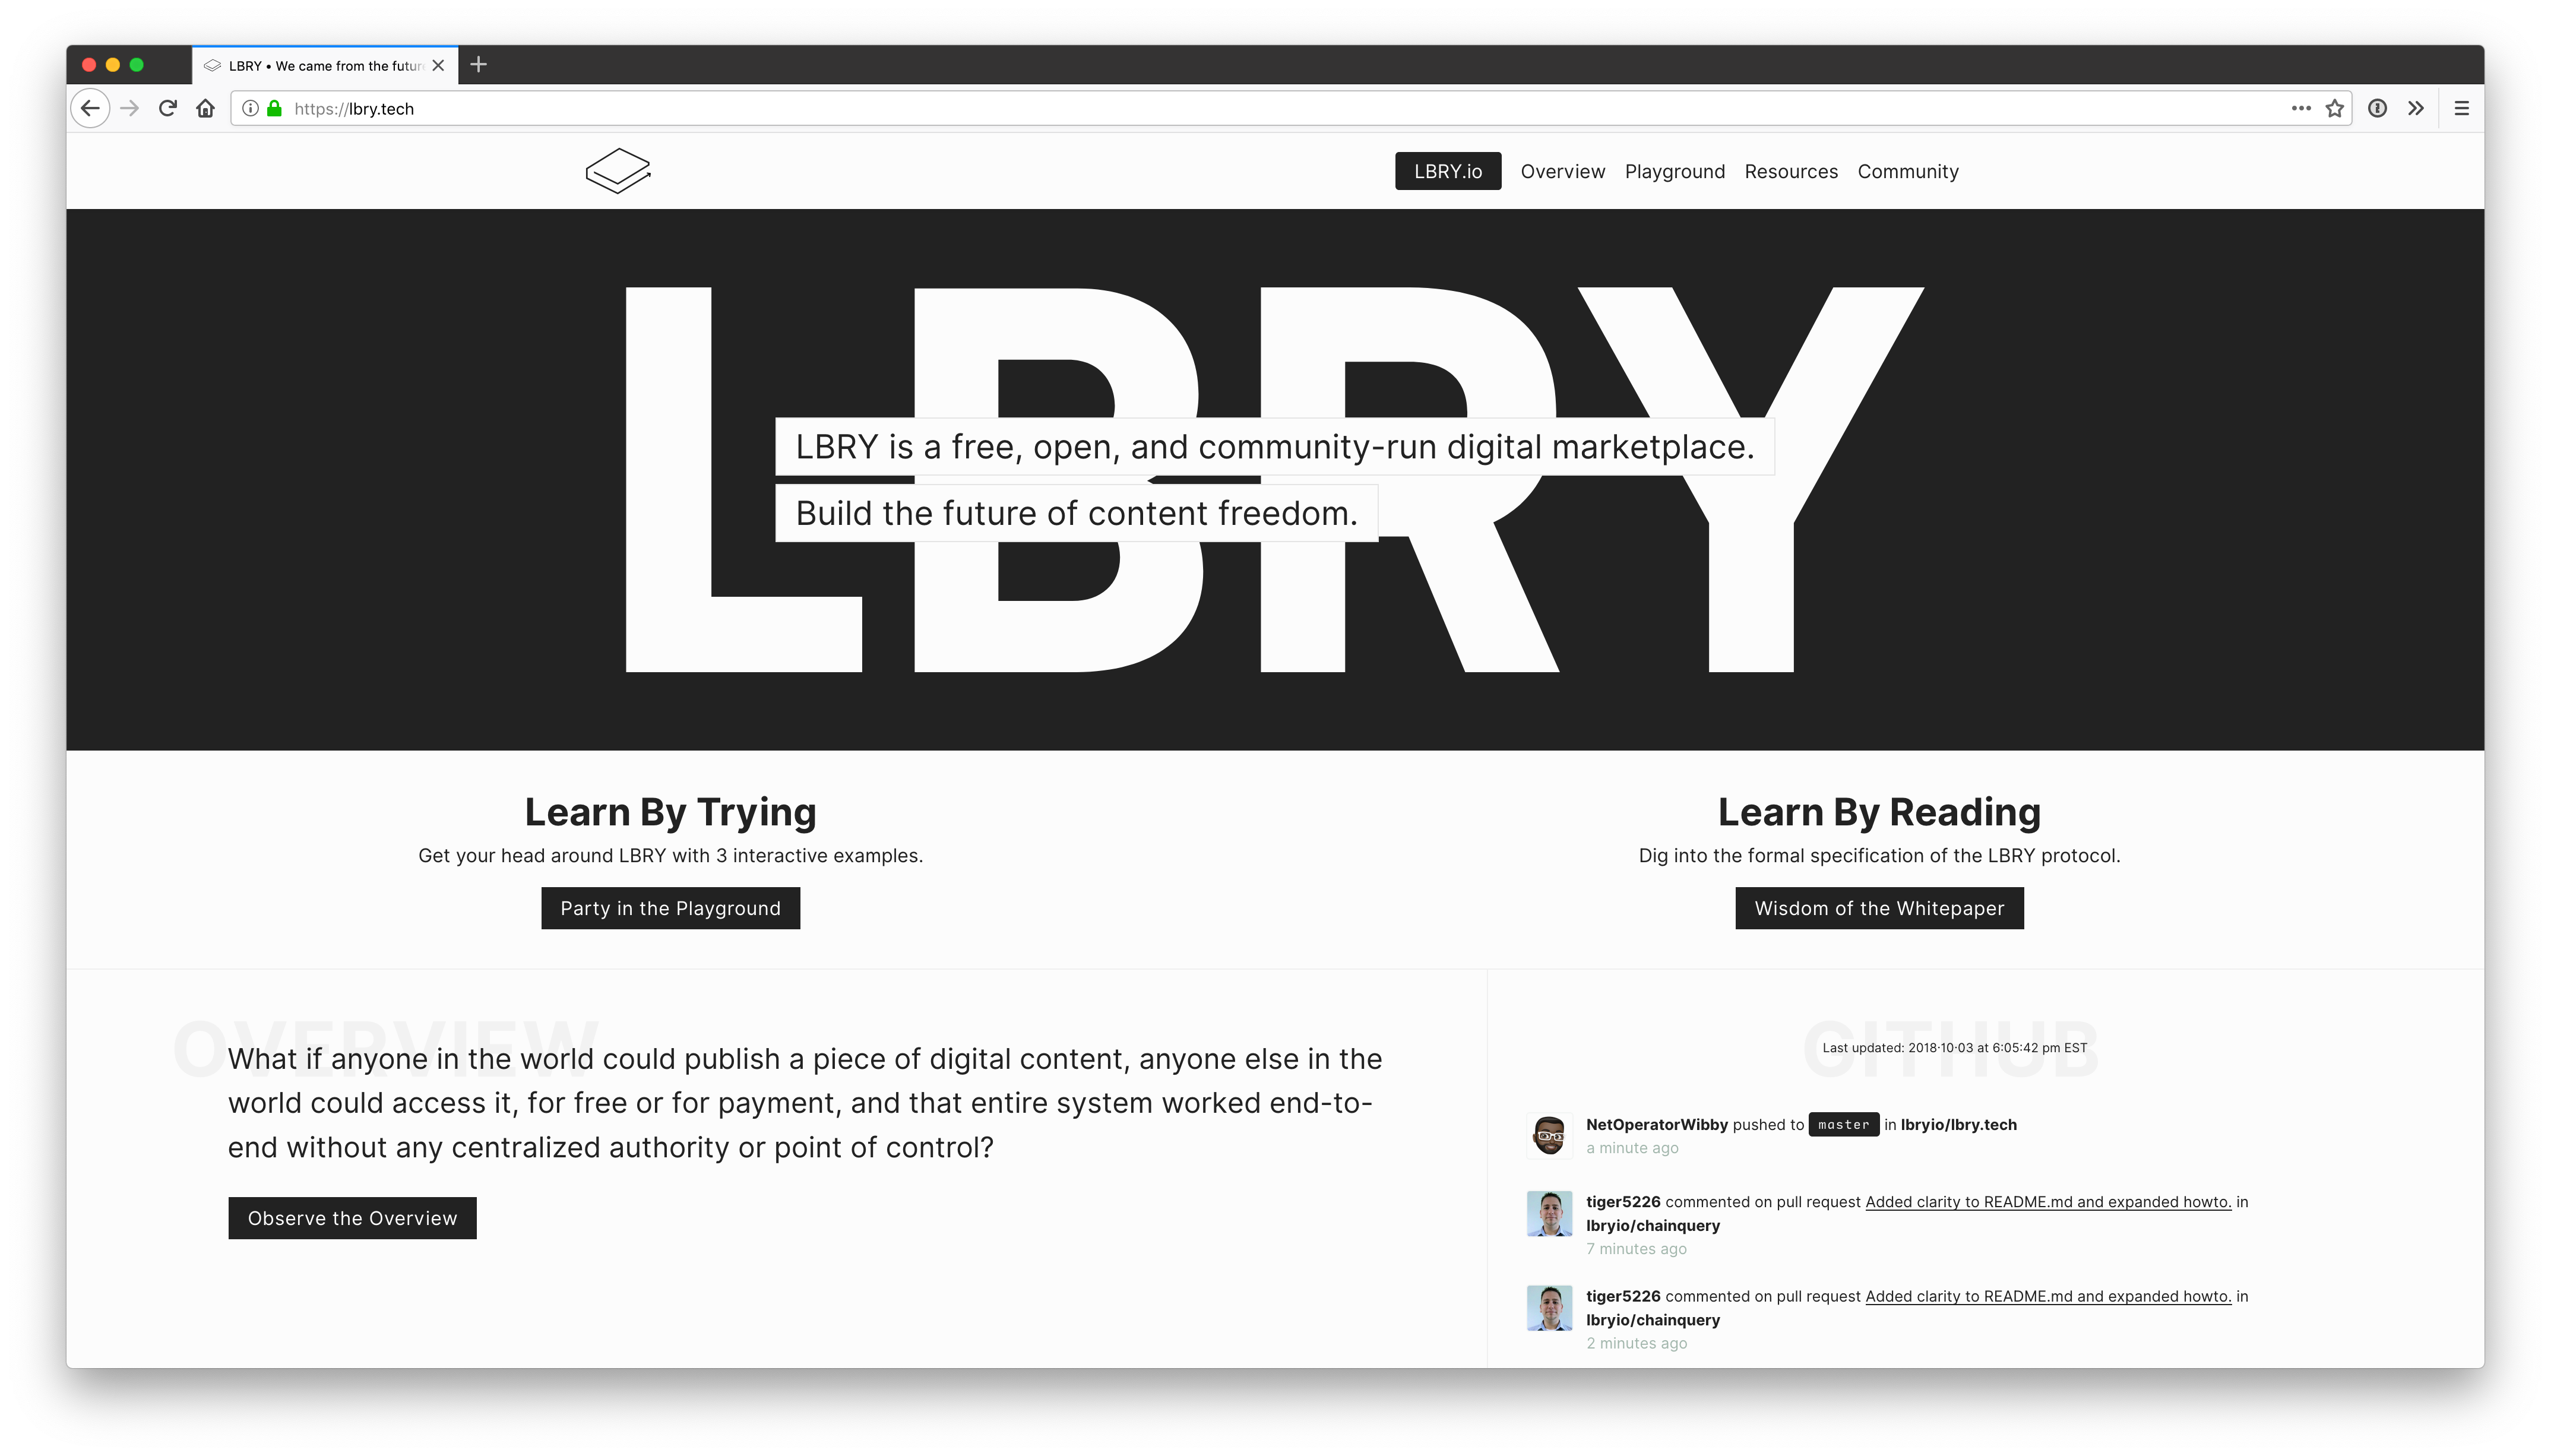 LBRY • We came from the future
https://lbry.tech
LBRY.io Overview Playground Resources Community
LBRY
LBRY is a free, open, and community-run digital marketplace.
Build the future of content freedom.
Learn By Trying
Get your head around LBRY with 3 interactive examples.
Party in the Playground
Learn By Reading
Dig into the formal specification of the LBRY protocol.
Wisdom of the Whitepaper
OVERVIEW
What if anyone in the world could publish a piece of digital content, anyone else in the
world could access it, for free or for payment, and that entire system worked end-to-
end without any centralized authority or point of control?
Observe the Overview
GITHUB
Last updated: 2018·10·03 at 6:05:42 pm EST
NetOperatorWibby pushed to master in lbryio/lbry.tech
a minute ago
tiger5226 commented on pull request Added clarity to README.md and expanded howto. in
lbryio/chainquery
7 minutes ago
tiger5226 commented on pull request Added clarity to README.md and expanded howto. in
lbryio/chainquery
2 minutes ago